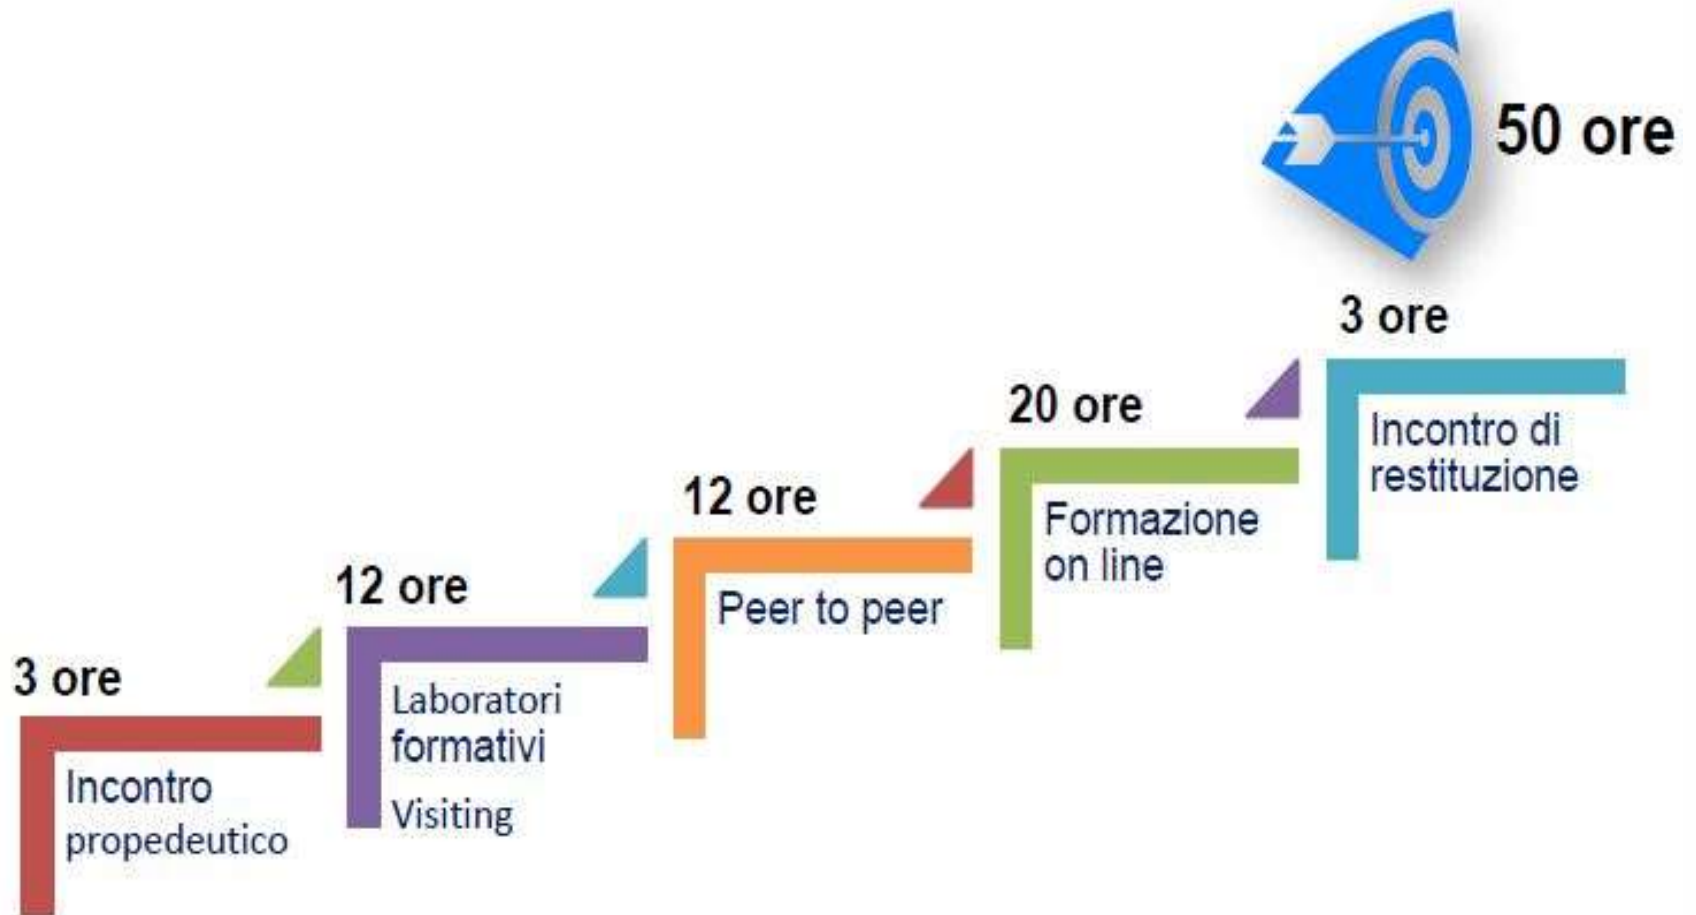 3 ore
Incontro
propedeutico
12 ore
Laboratori
formativi
Visiting
12 ore
Peer to peer
20 ore
Formazione
on line
3 ore
Incontro di
restituzione
50 ore